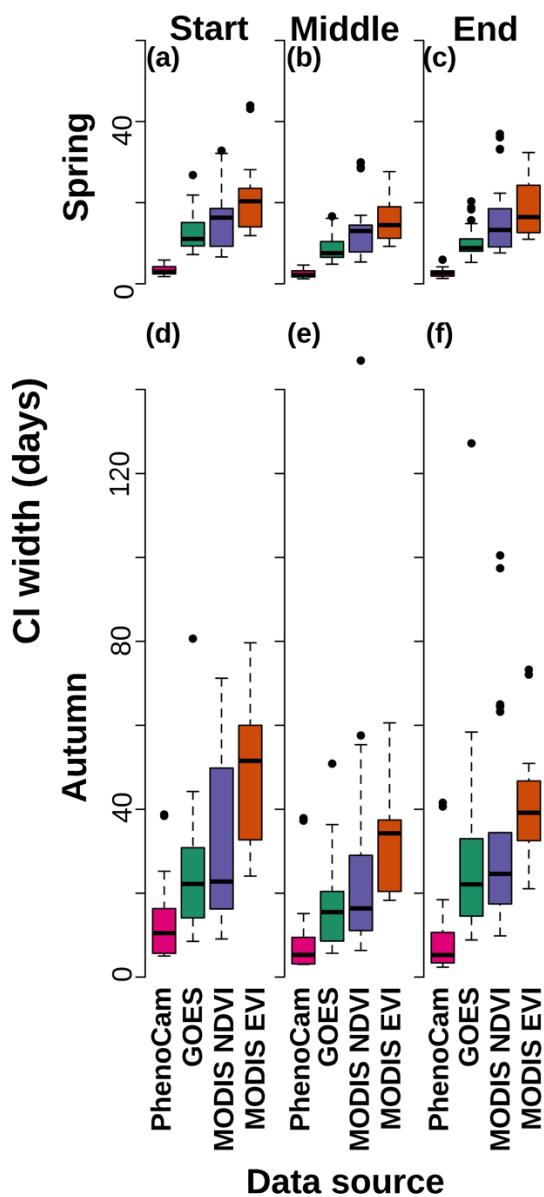 Start Middle End
(a) (b) (c)
Spring
40
0
(d) (e) (f)
CI width (days)
Autumn
120
80
40
0
PhenoCam
GOES
MODIS NDVI
MODIS EVI
PhenoCam
GOES
MODIS NDVI
MODIS EVI
PhenoCam
GOES
MODIS NDVI
MODIS EVI
Data source